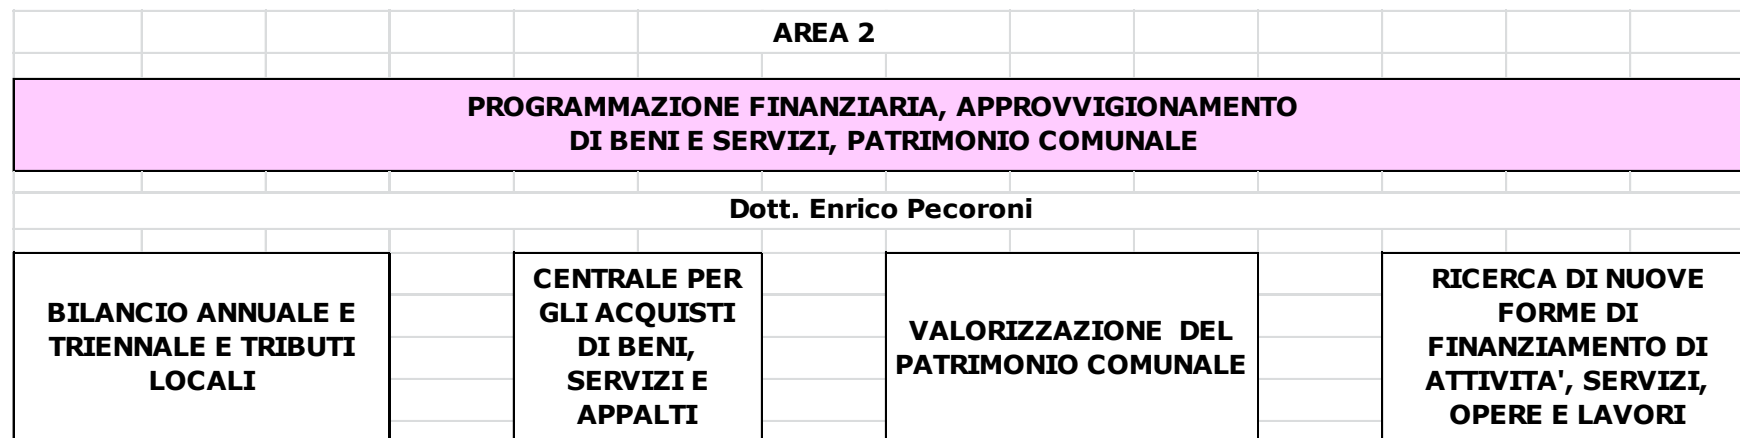 AREA 2
PROGRAMMAZIONE FINANZIARIA, APPROVVIGIONAMENTO
DI BENI E SERVIZI, PATRIMONIO COMUNALE
Dott. Enrico Pecoroni
BILANCIO ANNUALE E
TRIENNALE E TRIBUTI
LOCALI
CENTRALE PER
GLI ACQUISTI
DI BENI,
SERVIZI E
APPALTI
VALORIZZAZIONE DEL
PATRIMONIO COMUNALE
RICERCA DI NUOVE
FORME DI
FINANZIAMENTO DI
ATTIVITA', SERVIZI,
OPERE E LAVORI